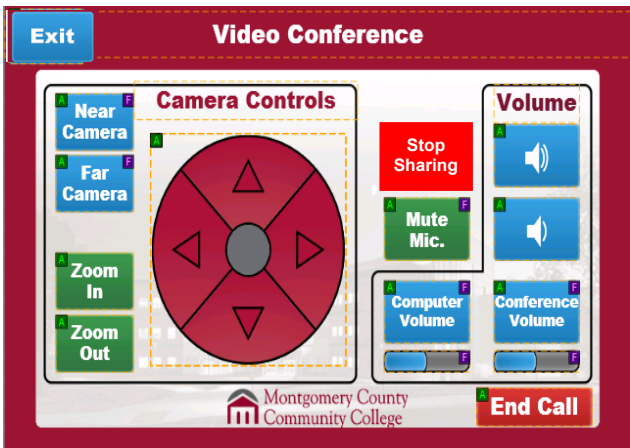 Exit
Video Conference
Camera Controls
A
F
Near
Camera
A
F
Far
Camera
A
Zoom
In
A
Zoom
Out
A
Stop
Sharing
A
F
Mute
Mic.
Volume
A
A
A
F
Computer
Volume
F
A
F
Conference
Volume
F
Montgomery County
Community College
A
End Call